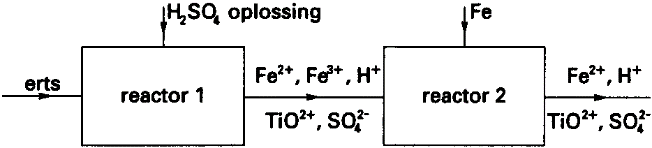 H₂SO₄ oplossing
Fe
erts
reactor 1
Fe²⁺, Fe³⁺, H⁺
TiO²⁺, SO₄²⁻
reactor 2
Fe²⁺, H⁺
TiO²⁺, SO₄²⁻